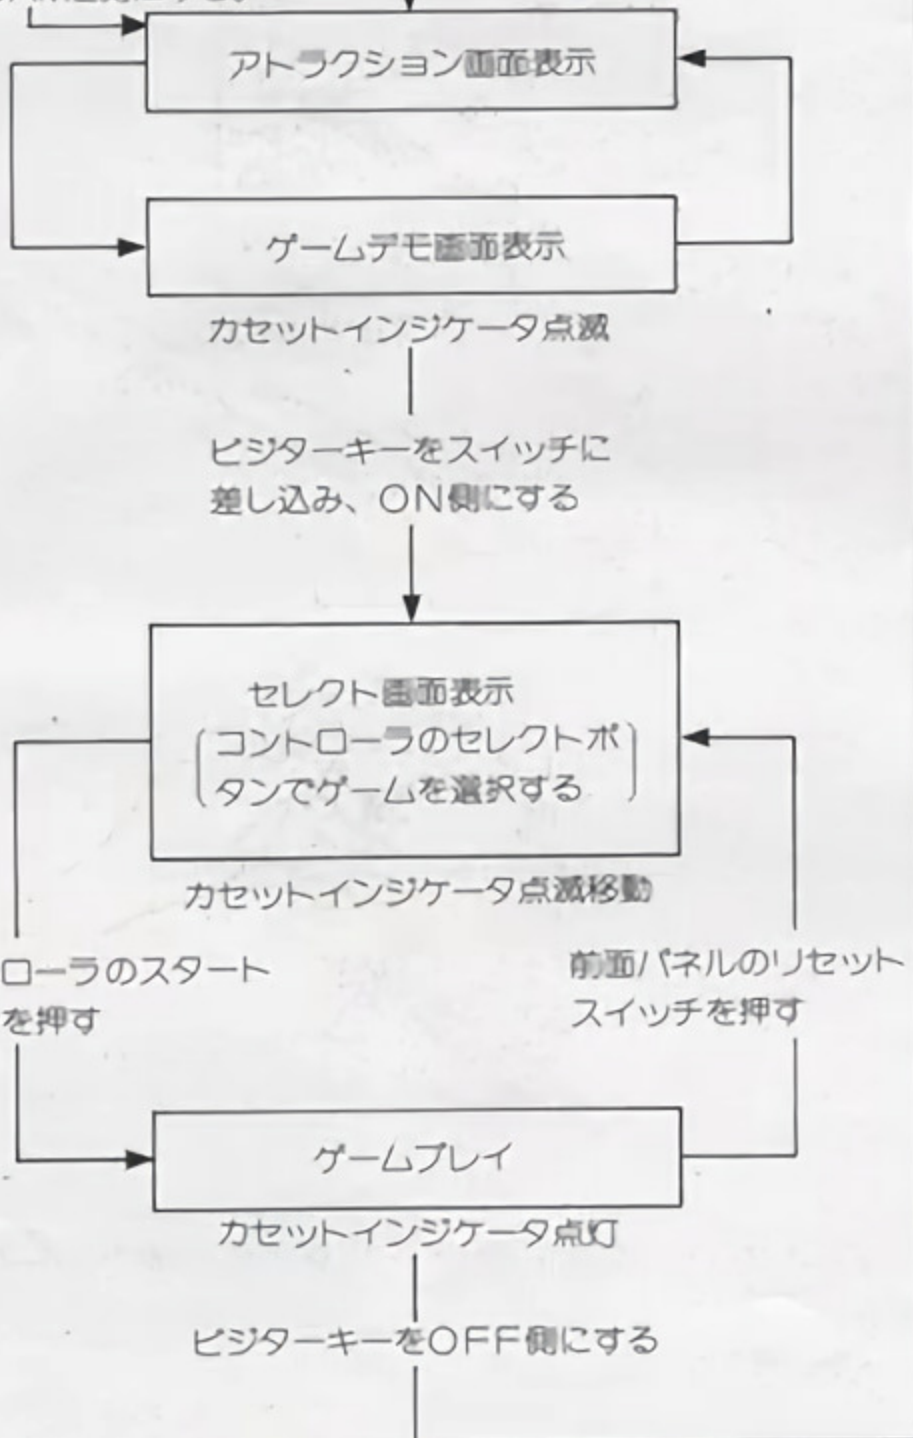 アトラクション画面表示
ゲームデモ画面表示
カセットインジケータ点滅
ビジターキーをスイッチに
差し込み、ON側にする
セレクト画面表示
コントローラのセレクトボ
タンでゲームを選択する
カセットインジケータ点滅移動
ローラのスタート
を押す
前面パネルのリセット
スイッチを押す
ゲームプレイ
カセットインジケータ点灯
ビジターキーをOFF側にする